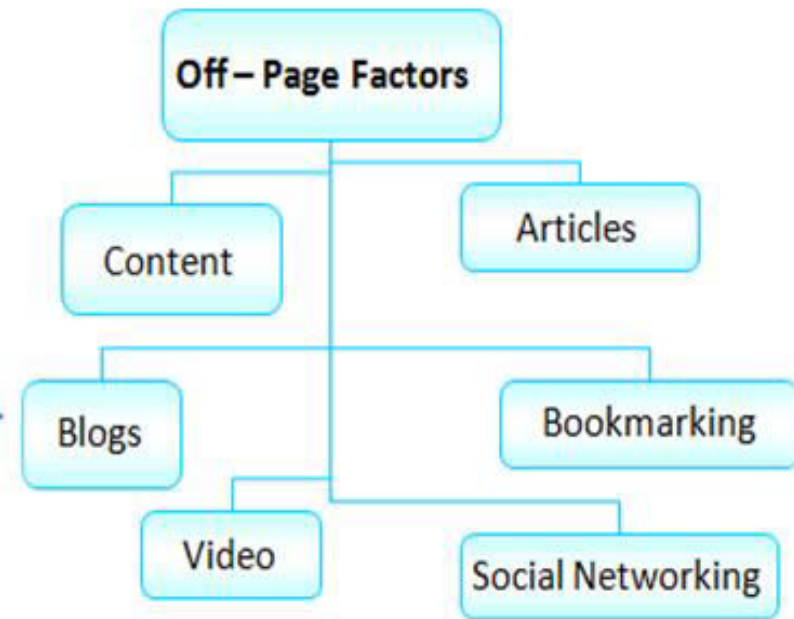 Off – Page Factors
Content
Articles
Blogs
Bookmarking
Video
Social Networking